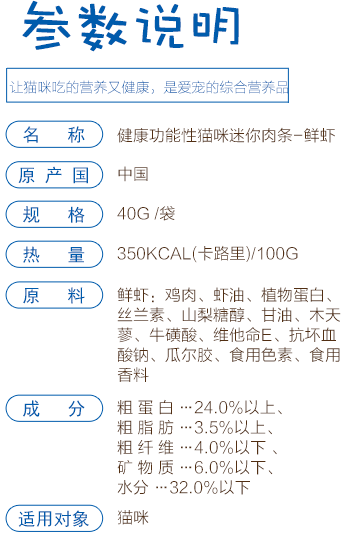 参数说明
让猫咪吃的营养又健康，是爱宠的综合营养品
名 称 健康功能性猫咪迷你肉条-鲜虾
原 产 国 中国
规 格 40G /袋
热 量 350KCAL(卡路里)/100G
原 料 鲜虾：鸡肉、虾油、植物蛋白、
丝兰素、山梨糖醇、甘油、木天
蓼、牛磺酸、维他命E、抗坏血
酸钠、瓜尔胶、食用色素、食用
香料
成 分 粗 蛋 白 …24.0%以上、
粗 脂 肪 …3.5%以上、
粗 纤 维 …4.0%以下 、
矿 物 质 …6.0%以下、
水分 …32.0%以下
适用对象 猫咪